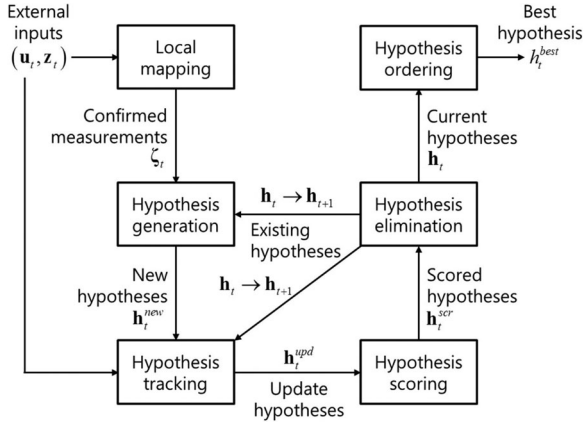 External
inputs
(u_t, z_t)
Local
mapping
Hypothesis
ordering
Best
hypothesis
h_t^{best}
Confirmed
measurements
ζ_t
Current
hypotheses
h_t
Hypothesis
generation
h_t → h_{t+1}
Existing
hypotheses
Hypothesis
elimination
New
hypotheses
h_t^{new}
h_t → h_{t+1}
Scored
hypotheses
h_t^{scr}
Hypothesis
tracking
h_t^{upd}
Update
hypotheses
Hypothesis
scoring